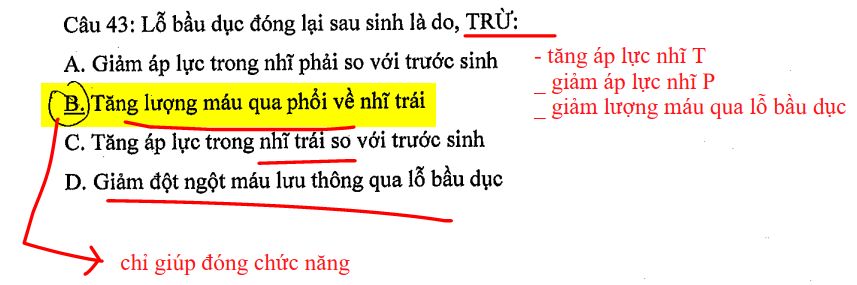 Câu 43: Lỗ bầu dục đóng lại sau sinh là do, TRỪ:
A. Giảm áp lực trong nhĩ phải so với trước sinh
B. Tăng lượng máu qua phổi về nhĩ trái
C. Tăng áp lực trong nhĩ trái so với trước sinh
D. Giảm đột ngột máu lưu thông qua lỗ bầu dục
- tăng áp lực nhĩ T
_ giảm áp lực nhĩ P
_ giảm lượng máu qua lỗ bầu dục
chỉ giúp đóng chức năng